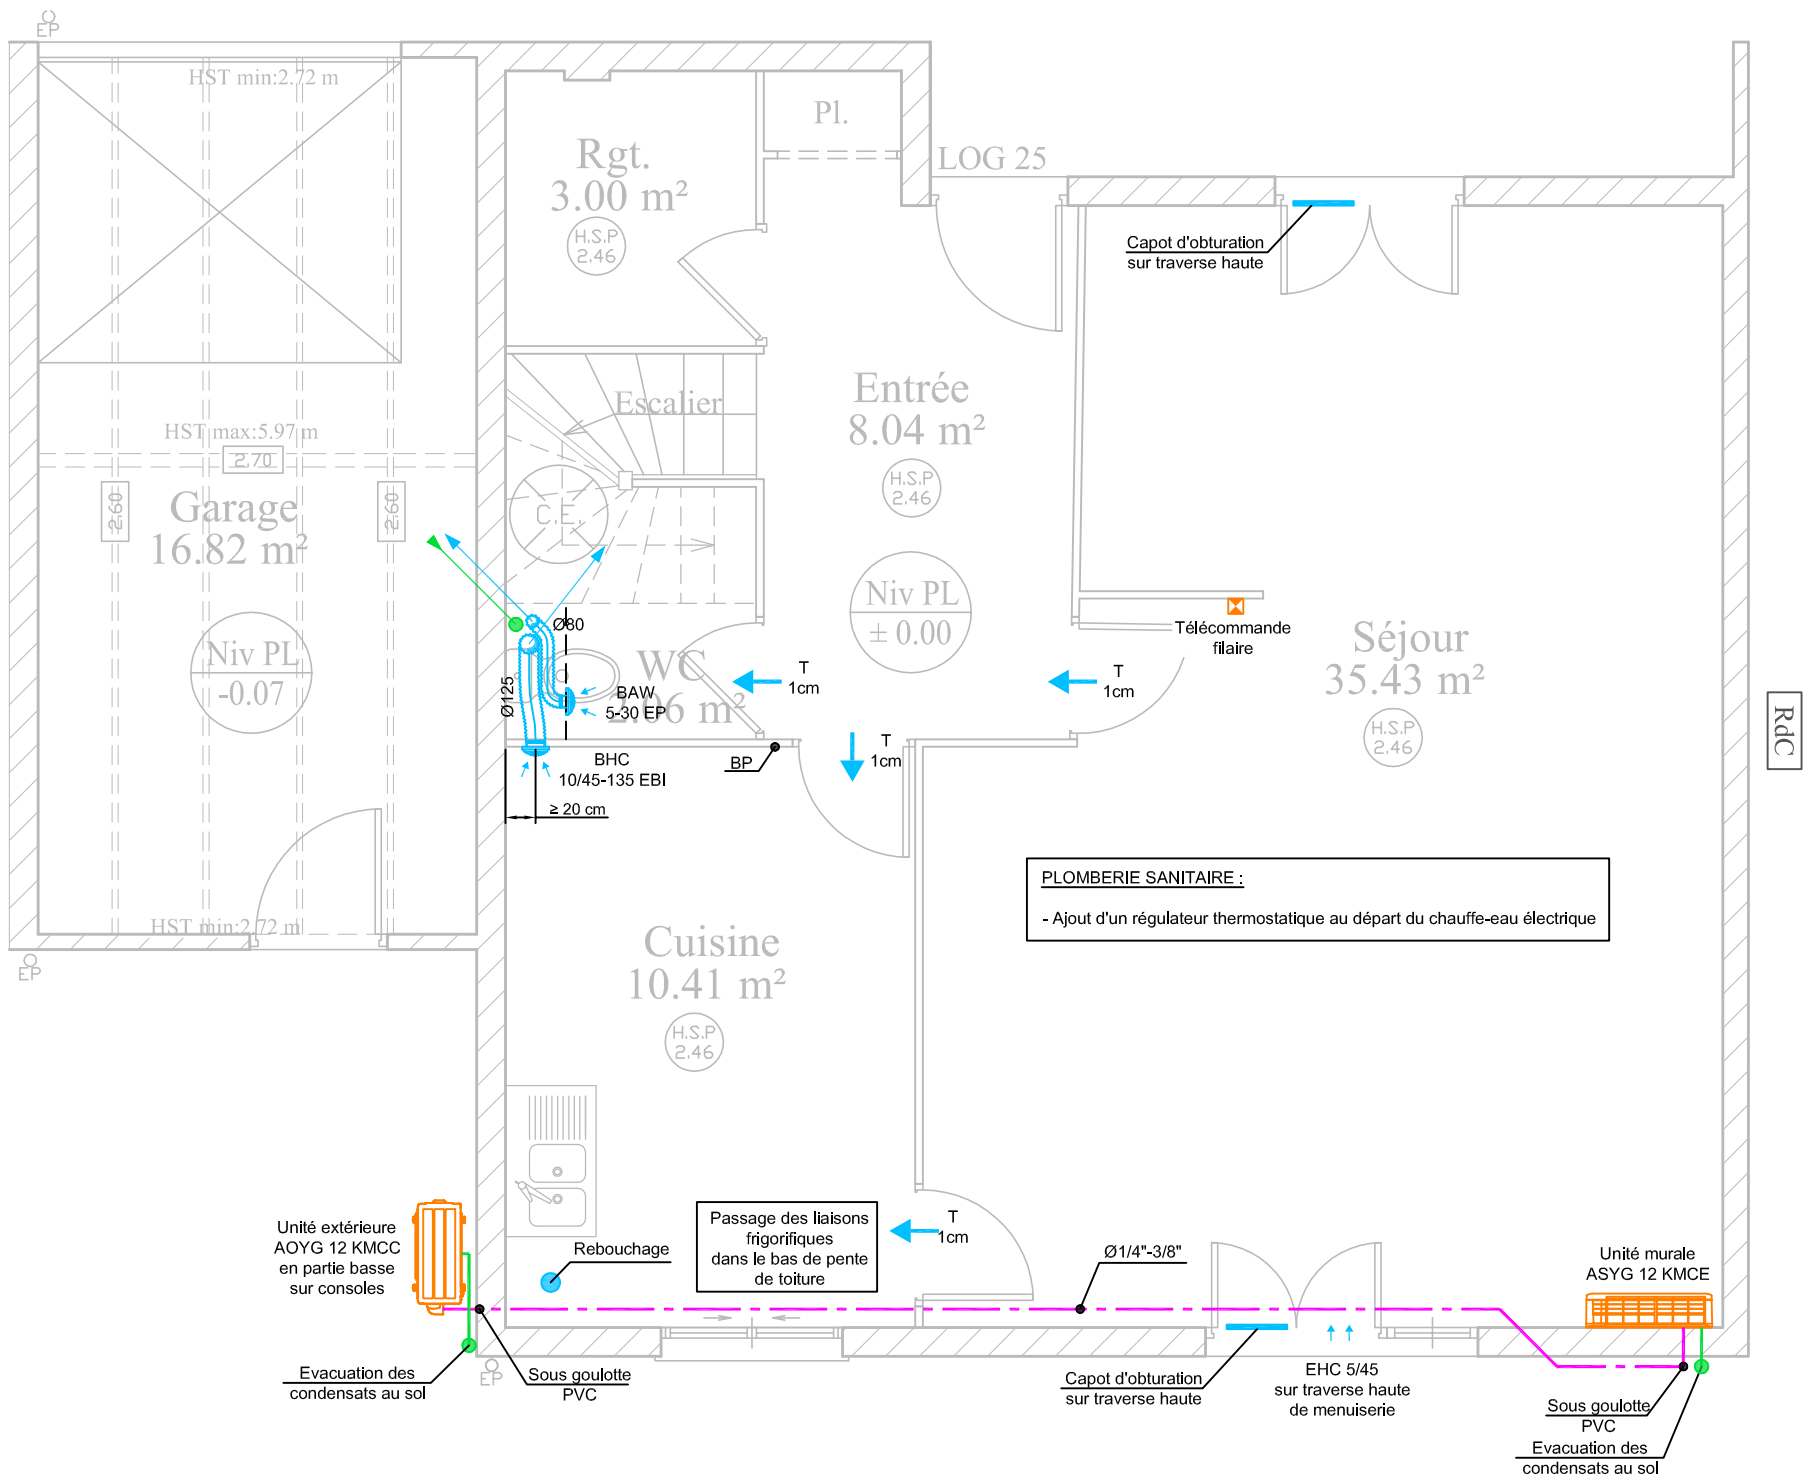 EP
HST min:2.72 m
Pl.
Rgt.
3.00 m²
H.S.P
2.46
LOG 25
Capot d'obturation
sur traverse haute
Escalier
Entrée
8.04 m²
H.S.P
2.46
HST max:5.97 m
2.70
2.60
2.60
Garage
16.82 m²
C.E.
Niv PL
± 0.00
Niv PL
-0.07
Ø80
Ø125
WC
2.06 m²
BAW
5-30 EP
T
1cm
T
1cm
T
1cm
Télécommande
filaire
Séjour
35.43 m²
H.S.P
2.46
RdC
BHC
10/45-135 EBI
BP
≥ 20 cm
PLOMBERIE SANITAIRE :
- Ajout d'un régulateur thermostatique au départ du chauffe-eau électrique
HST min:2.72 m
EP
Cuisine
10.41 m²
H.S.P
2.46
Unité extérieure
AOYG 12 KMCC
en partie basse
sur consoles
Rebouchage
Passage des liaisons
frigorifiques
dans le bas de pente
de toiture
T
1cm
Ø1/4"-3/8"
Unité murale
ASYG 12 KMCE
Evacuation des
condensats au sol
EP
Sous goulotte
PVC
Capot d'obturation
sur traverse haute
EHC 5/45
sur traverse haute
de menuiserie
Sous goulotte
PVC
Evacuation des
condensats au sol